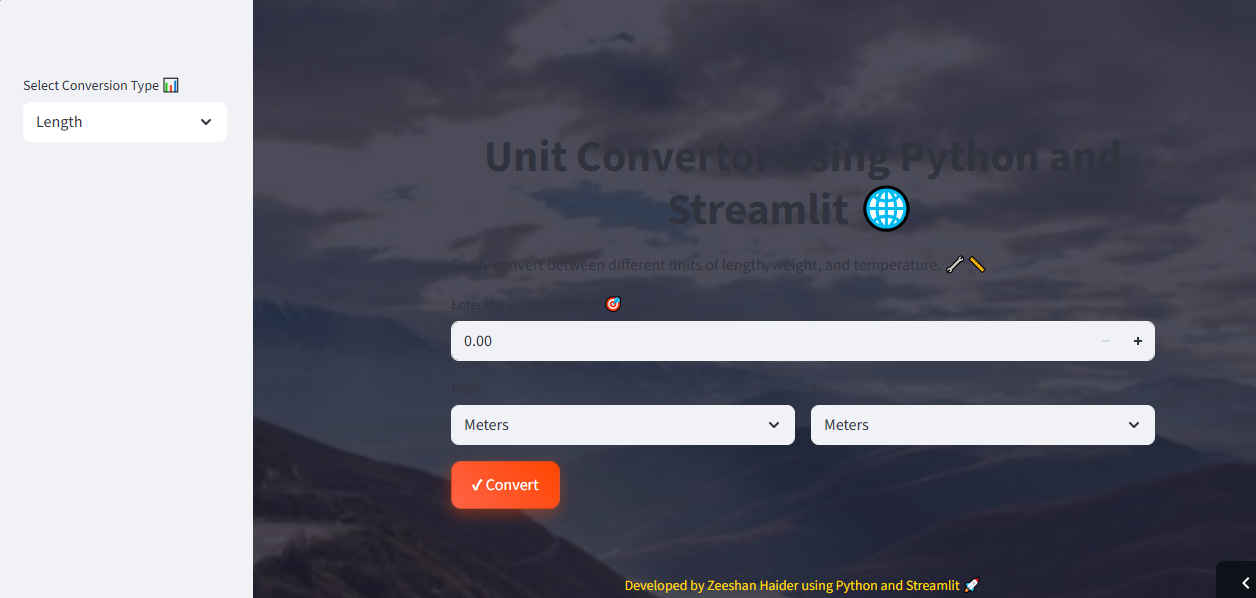 Select Conversion Type 📊
Length
Unit Convertor Using Python and
Streamlit 🌐
Easily convert between different units of length, weight, and temperature. 🔧📏
Enter the value to convert 🎯
0.00
From
To
Meters
Meters
✓ Convert
Developed by Zeeshan Haider using Python and Streamlit 🚀